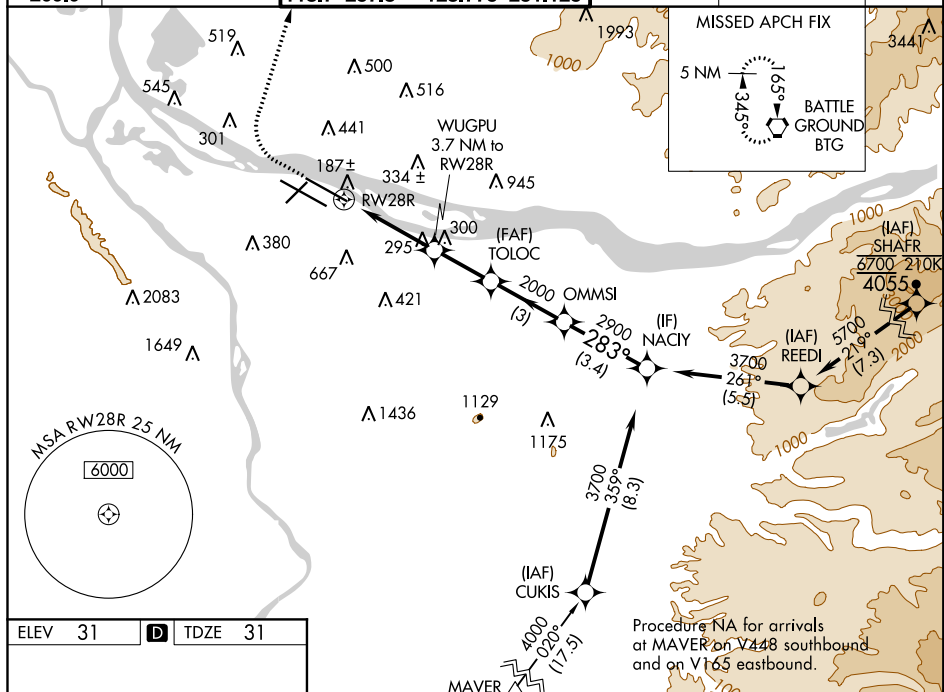 MISSED APCH FIX
5 NM
165°
345°
BATTLE
GROUND
BTG
1993
3441
1000
519
545
301
500
516
441
187±
334 ±
945
WUGPU
3.7 NM to
RW28R
RW28R
295
300
(FAF)
TOLOC
380
667
421
2083
1649
2000
(3)
OMMSI
2900
283°
(3.4)
(IF)
NACIY
3700
261°
(5.5)
(IAF)
REEDI
5700
219°
(7.3)
(IAF)
SHAFR
6700 210K
4055
1000
2000
1000
1436
1129
1175
MSA RW28R 25 NM
6000
3700
359°
(8.3)
(IAF)
CUKIS
4000
020°
(17.5)
MAVER
Procedure NA for arrivals
at MAVER on V448 southbound
and on V165 eastbound.
ELEV 31 D TDZE 31